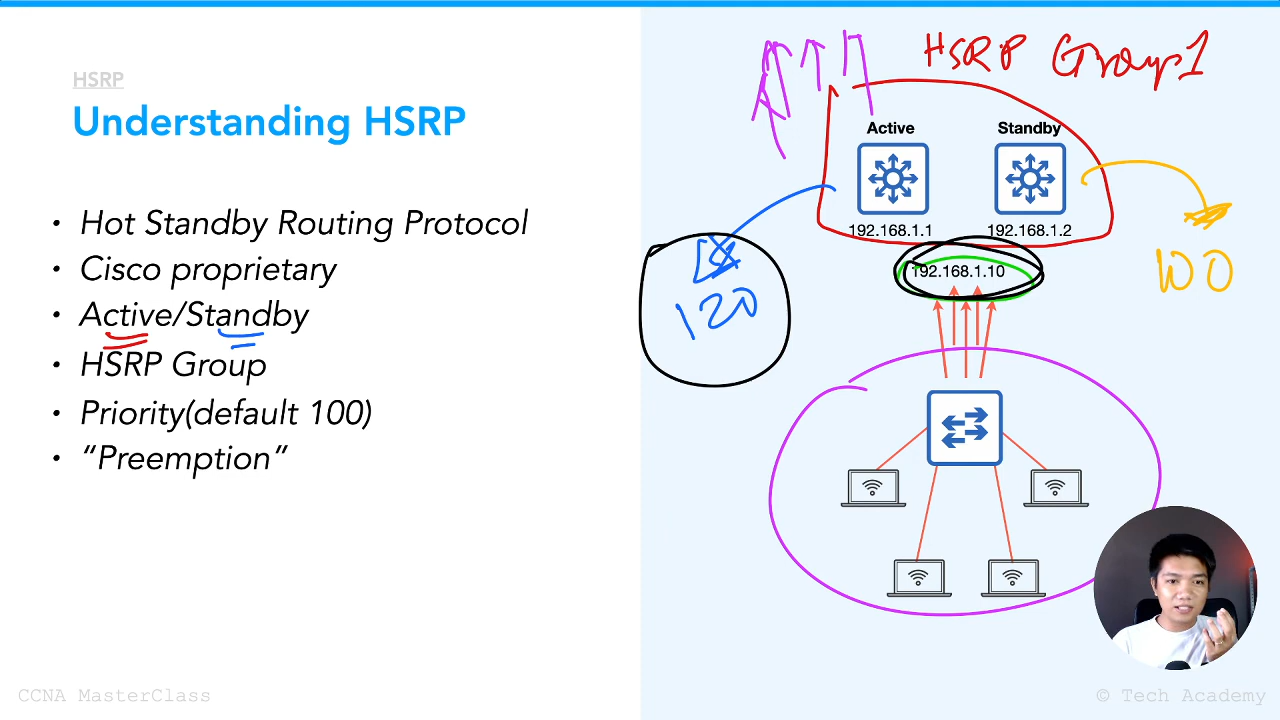 HSRP
Understanding HSRP
• Hot Standby Routing Protocol
• Cisco proprietary
• Active/Standby
• HSRP Group
• Priority(default 100)
• “Preemption”
HSRP Group 1
Active
Standby
192.168.1.1
192.168.1.2
192.168.1.10
120
100
CCNA MasterClass
© Tech Academy